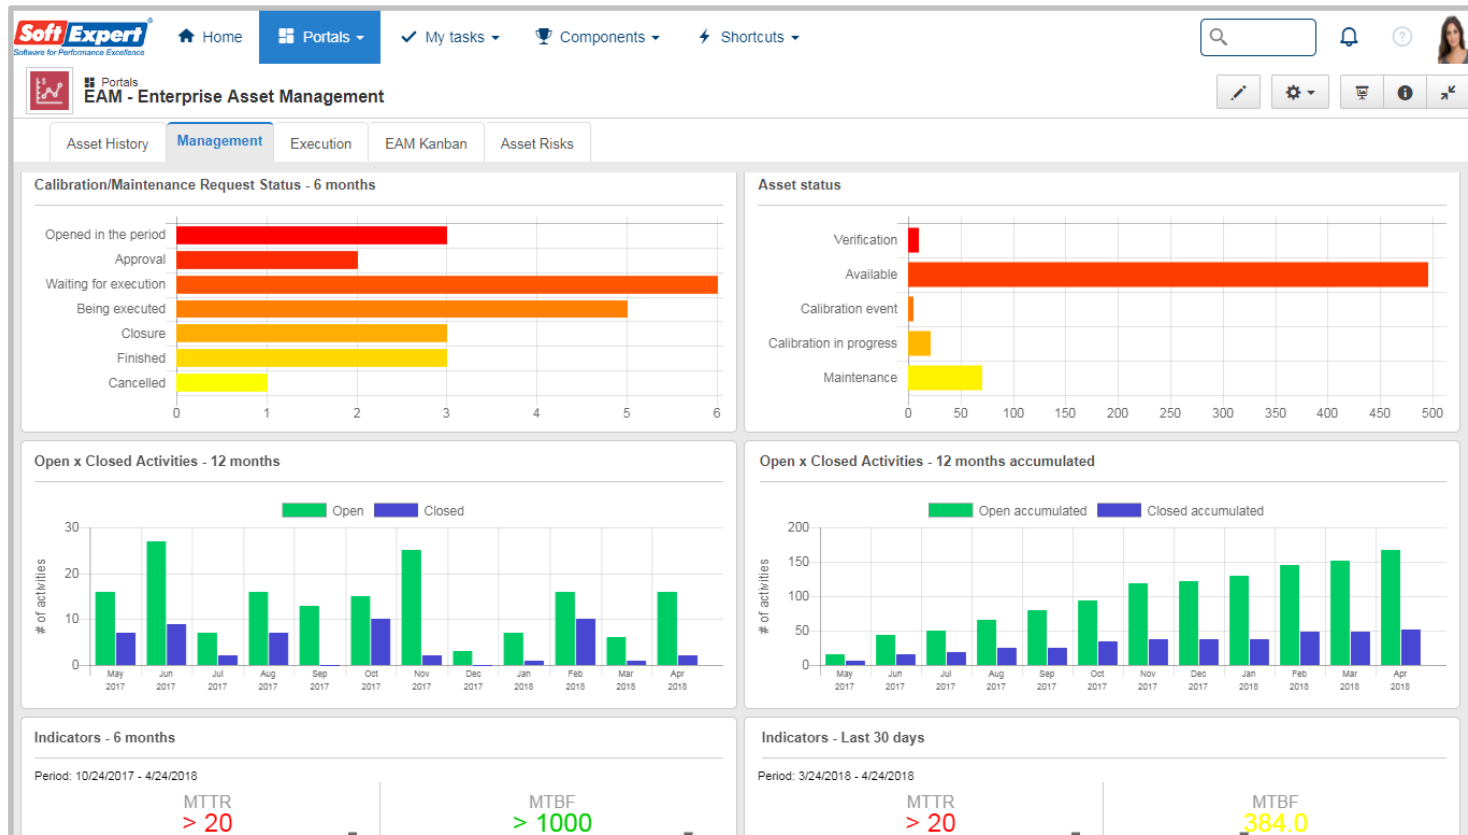 SoftExpert
Software for Performance Excellence
Home
Portals
My tasks
Components
Shortcuts
Portals
EAM - Enterprise Asset Management
Asset History
Management
Execution
EAM Kanban
Asset Risks
Calibration/Maintenance Request Status - 6 months
Opened in the period
Approval
Waiting for execution
Being executed
Closure
Finished
Cancelled
0 1 2 3 4 5 6
Asset status
Verification
Available
Calibration event
Calibration in progress
Maintenance
0 50 100 150 200 250 300 350 400 450 500
Open x Closed Activities - 12 months
Open Closed
# of activities
30
20
10
0
May Jun Jul Aug Sep Oct Nov Dec Jan Feb Mar Apr
2017 2017 2017 2017 2017 2017 2017 2017 2018 2018 2018 2018
Open x Closed Activities - 12 months accumulated
Open accumulated Closed accumulated
# of activities
200
150
100
50
0
May Jun Jul Aug Sep Oct Nov Dec Jan Feb Mar Apr
2017 2017 2017 2017 2017 2017 2017 2017 2018 2018 2018 2018
Indicators - 6 months
Period: 10/24/2017 - 4/24/2018
MTTR
> 20
MTBF
> 1000
Indicators - Last 30 days
Period: 3/24/2018 - 4/24/2018
MTTR
> 20
MTBF
384.0